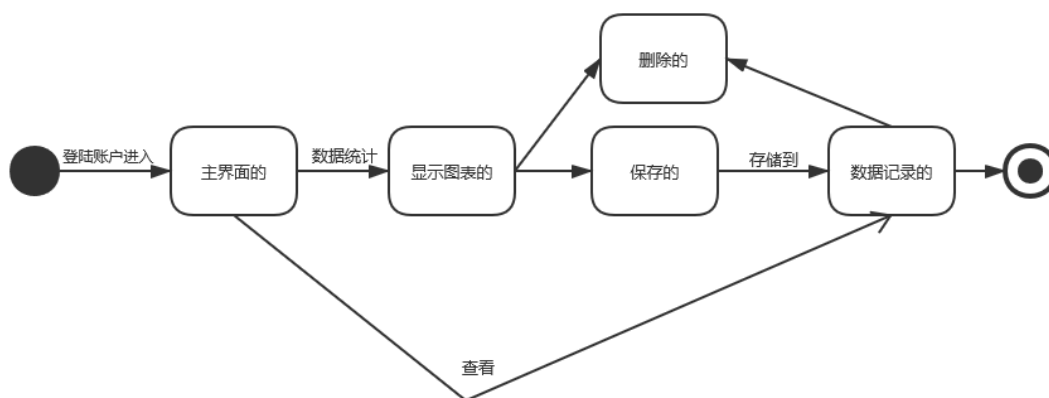 删除的
登陆账户进入
主界面的
数据统计
显示图表的
保存的
存储到
数据记录的
查看